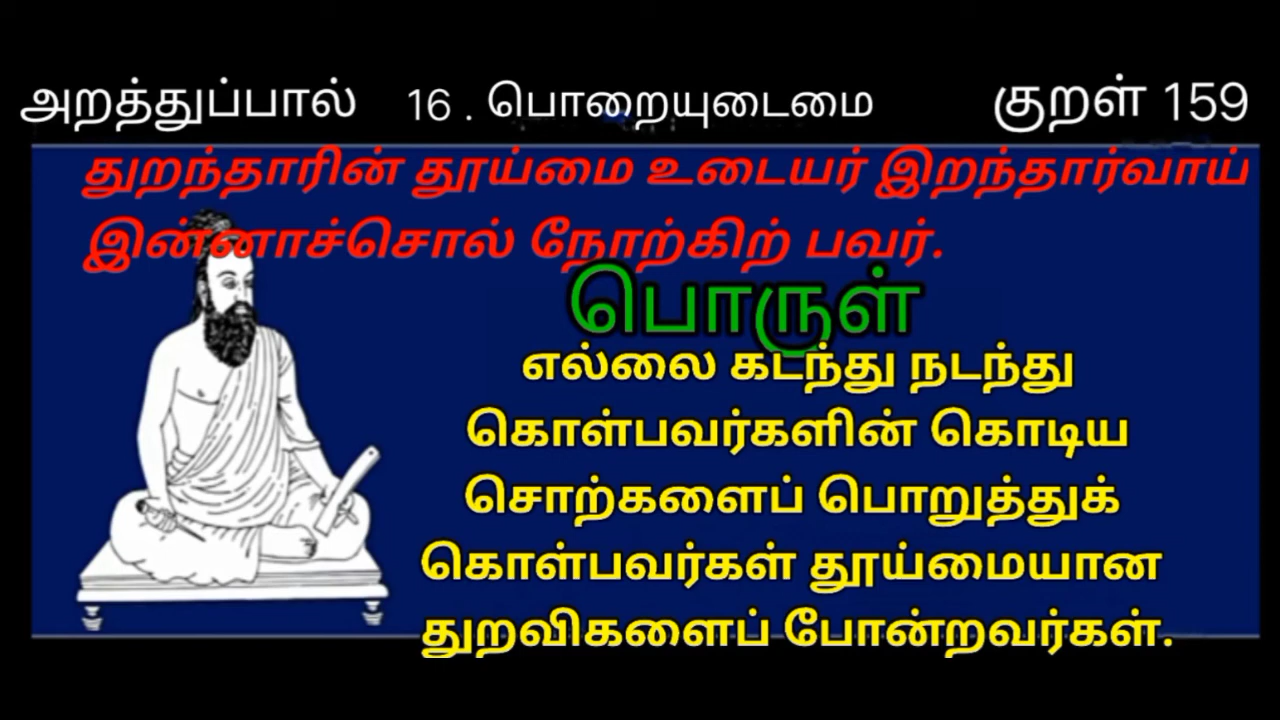 அறத்துப்பால் 16 . பொறையுடைமை குறள் 159
துறந்தாரின் தூய்மை உடையர் இறந்தார்வாய்
இன்னாச்சொல் நோற்கிற் பவர்.
பொருள்
எல்லை கடந்து நடந்து
கொள்பவர்களின் கொடிய
சொற்களைப் பொறுத்துக்
கொள்பவர்கள் தூய்மையான
துறவிகளைப் போன்றவர்கள்.